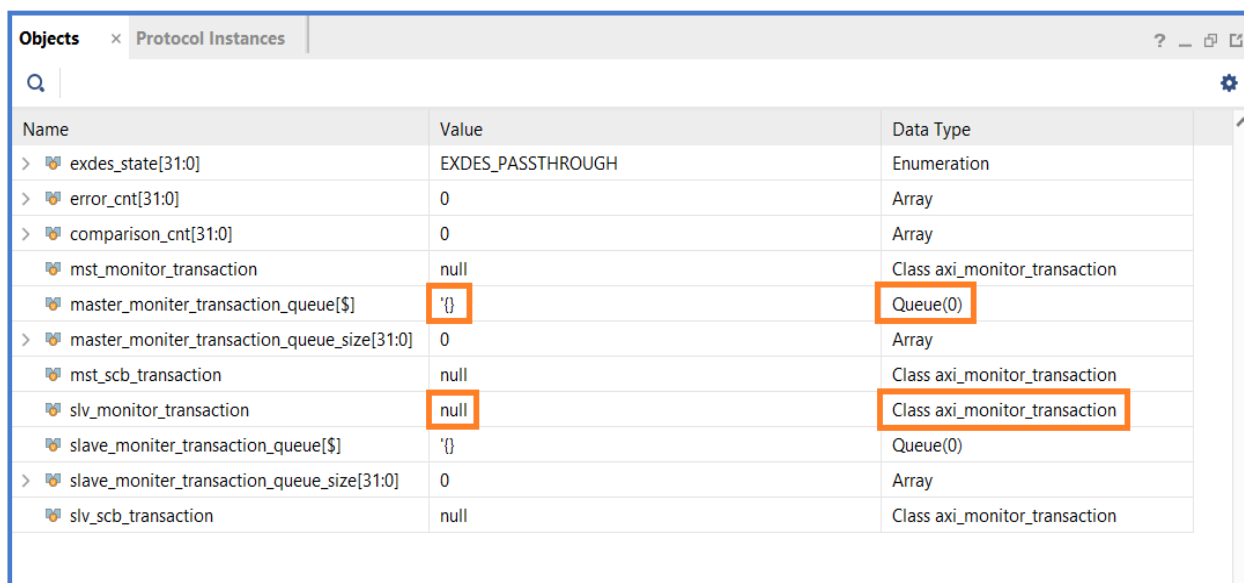 Objects × Protocol Instances ?
Name Value Data Type
exdes_state[31:0] EXDES_PASSTHROUGH Enumeration
error_cnt[31:0] 0 Array
comparison_cnt[31:0] 0 Array
mst_monitor_transaction null Class axi_monitor_transaction
master_moniter_transaction_queue[$] '{} Queue(0)
master_moniter_transaction_queue_size[31:0] 0 Array
mst_scb_transaction null Class axi_monitor_transaction
slv_monitor_transaction null Class axi_monitor_transaction
slave_moniter_transaction_queue[$] '{} Queue(0)
slave_moniter_transaction_queue_size[31:0] 0 Array
slv_scb_transaction null Class axi_monitor_transaction